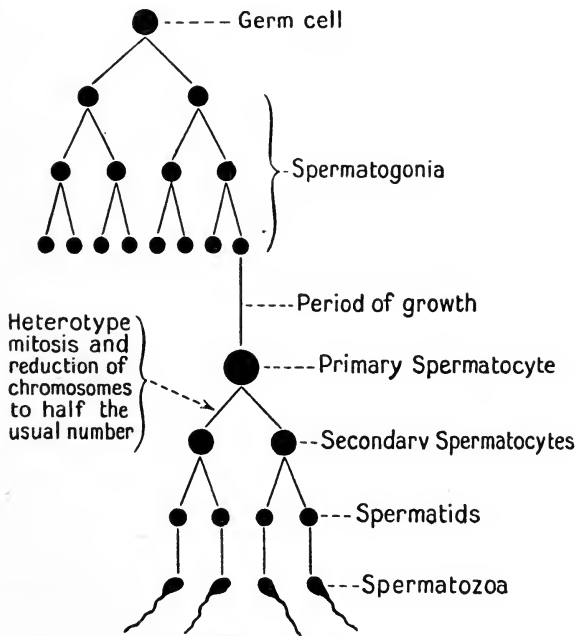 Germ cell
Spermatogonia
Period of growth
Heterotype
mitosis and
reduction of
chromosomes
to half the
usual number
Primary Spermatocyte
Secondary Spermatocytes
Spermatids
Spermatozoa